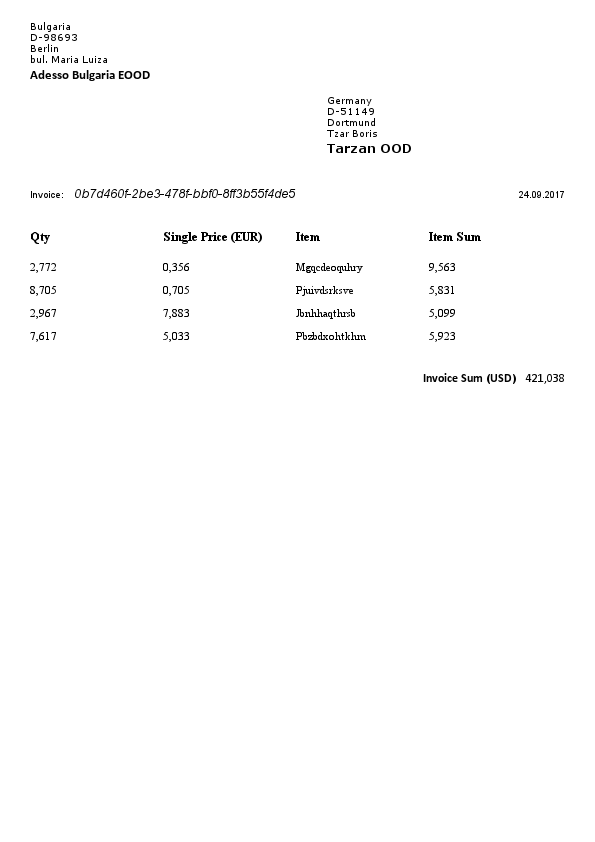 Bulgaria
D-98693
Berlin
bul. Maria Luiza
Adesso Bulgaria EOOD
Germany
D-51149
Dortmund
Tzar Boris
Tarzan OOD
Invoice: 0b7d460f-2be3-478f-bbf0-8ff3b55f4de5 24.09.2017
Qty Single Price (EUR) Item Item Sum
2,772 0,356 Mgqcdeoquhry 9,563
8,705 0,705 Pjuivdsrksve 5,831
2,967 7,883 Jbnhhaqthrsb 5,099
7,617 5,033 Pbzbdxohtkhm 5,923
Invoice Sum (USD) 421,038